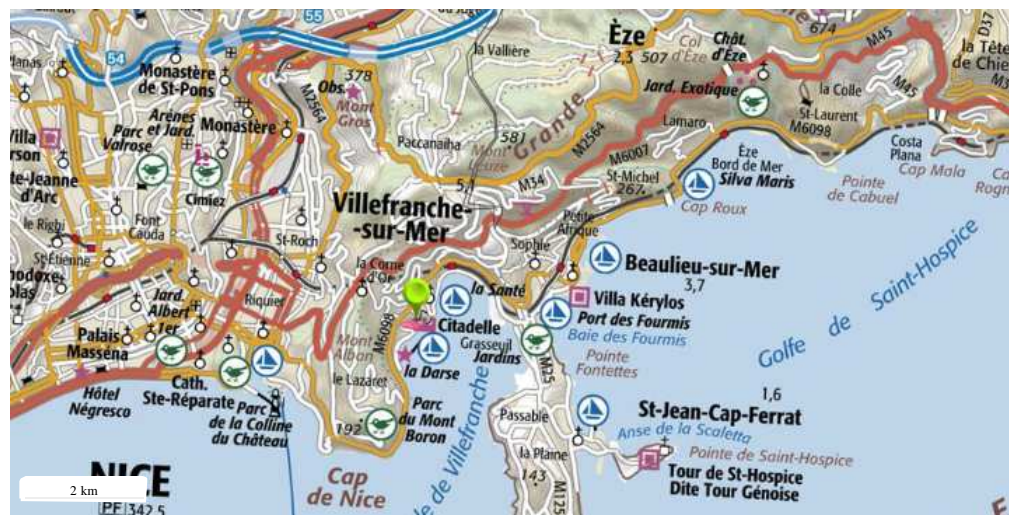 55
54
la Vallière
Èze
2,3 507
Col
d'Èze
Chât.
d'Èze
674
M45
D37
la Tête
de Chie
Monastère
de St-Pons
M2564
Obs.
378
Mont
Gros
Jard. Exotique
la Colle
M45
St-Laurent
M6098
Villa
Arènes
et Jard.
Parc
Valrose
Monastère
Paccanaiha
581
Grande
M2564
Lamaro
M6007
Èze
Bord de Mer
Silva Maris
Costa
Plana
Cap Mala
te-Jeanne
d'Arc
Cimiez
M34
St-Michel
267
Cap Roux
Pointe
de Cabuel
le Righi
Font
Cauda
St-Étienne
St-Roch
Villefranche-
-sur-Mer
Petite
Afrique
Sophie
la Corne
d'Or
Beaulieu-sur-Mer
3,7
Golfe de Saint-Hospice
Jard.
Albert
1er
Riquier
la Santé
Villa Kérylos
Port des Fourmis
Baie des Fourmis
M6098
Citadelle
Grasseuil
Jardins
Palais
Masséna
Mont
Alban
la Darse
M25
Pointe
Fontettes
Hôtel
Négresco
Cath.
Ste-Réparate
le Lazaret
1,6
Parc
de la Colline
du Château
192
Parc
du Mont
Boron
de Villefranche
Passable
St-Jean-Cap-Ferrat
Anse de la Scaletta
la Plaine
Pointe de Saint-Hospice
NICE
Cap
de Nice
143
M125
Tour de St-Hospice
Dite Tour Génoise
2 km
PF 342,5